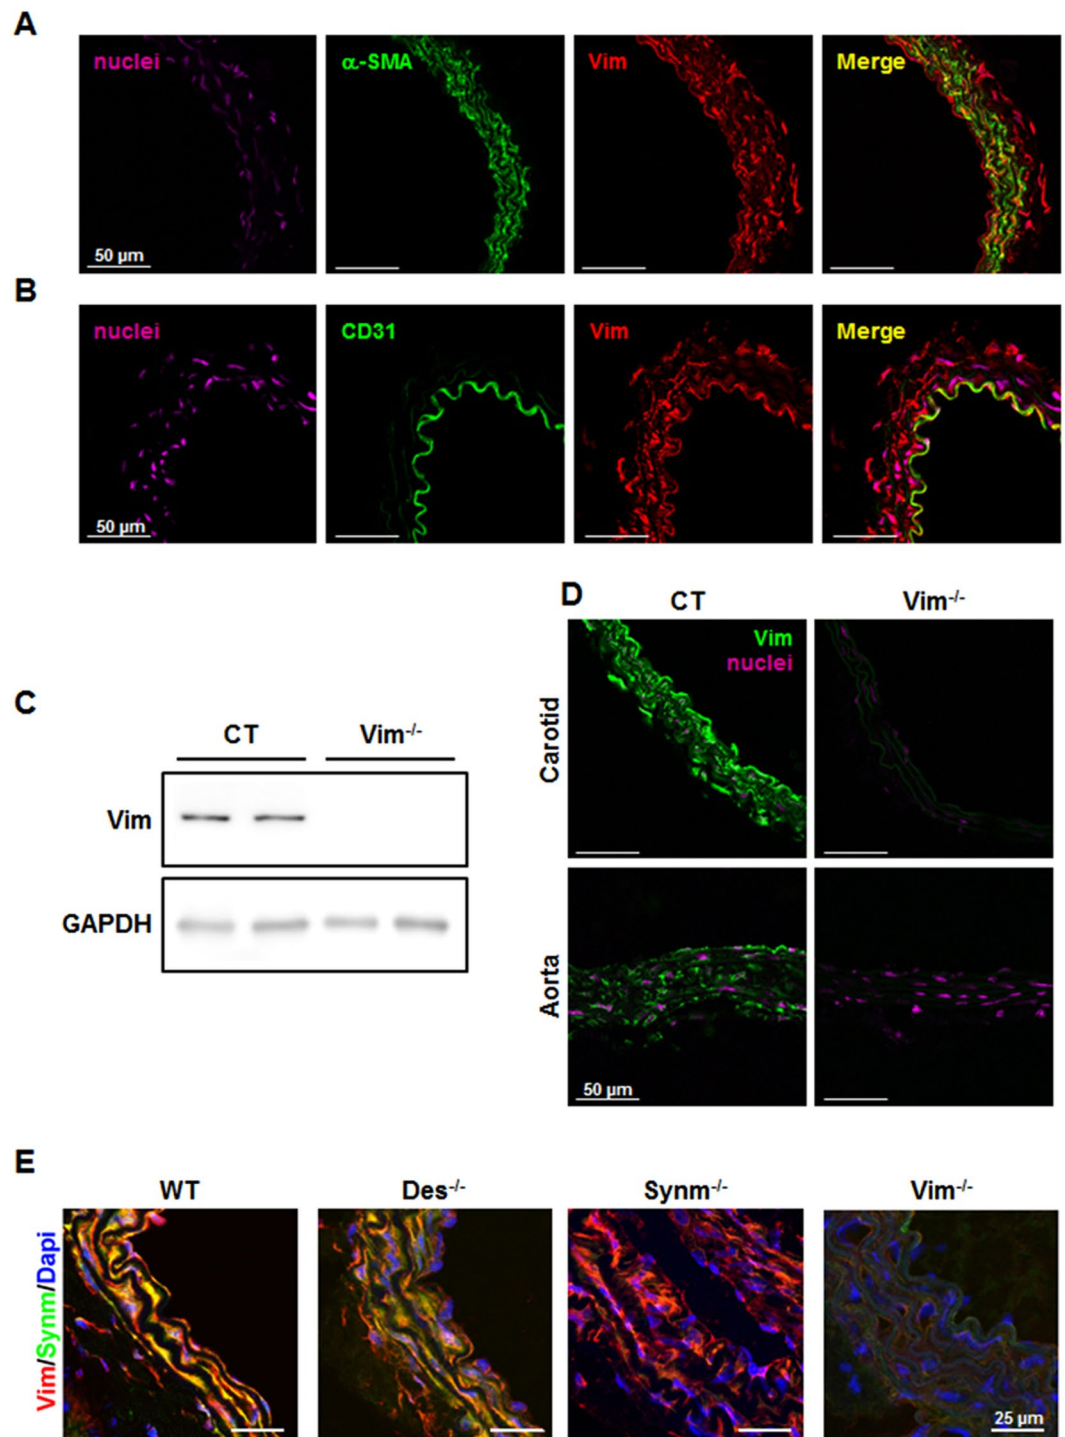 A
nuclei α-SMA Vim Merge
50 µm
B
nuclei CD31 Vim Merge
50 µm
C
CT Vim-/-
Vim
GAPDH
D
CT Vim-/-
Vim
nuclei
Carotid
Aorta
50 µm
E
WT Des-/- Synm-/- Vim-/-
Vim/Synm/Dapi
25 µm